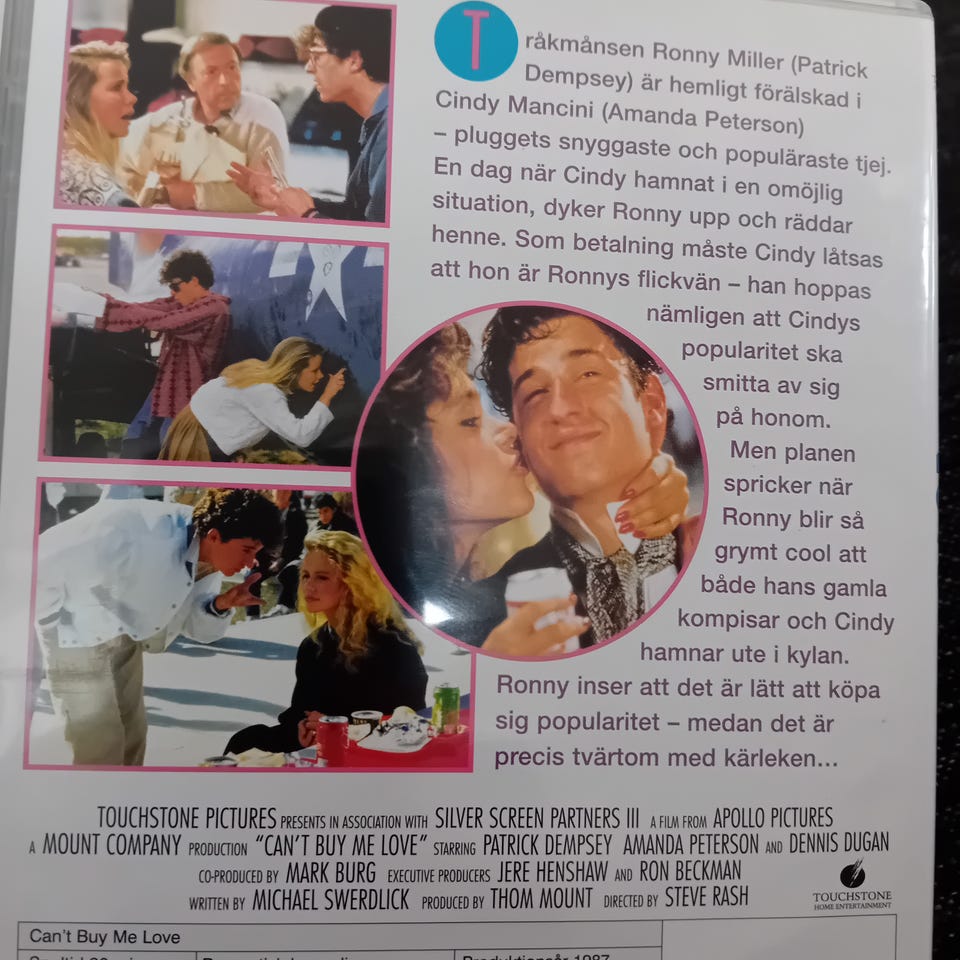 Tråkmånsen Ronny Miller (Patrick
Dempsey) är hemligt förälskad i
Cindy Mancini (Amanda Peterson)
– pluggets snyggaste och populäraste tjej.
En dag när Cindy hamnat i en omöjlig
situation, dyker Ronny upp och räddar
henne. Som betalning måste Cindy låtsas
att hon är Ronnys flickvän – han hoppas
nämligen att Cindys
popularitet ska
smitta av sig
på honom.
Men planen
spricker när
Ronny blir så
grymt cool att
både hans gamla
kompisar och Cindy
hamnar ute i kylan.
Ronny inser att det är lätt att köpa
sig popularitet – medan det är
precis tvärtom med kärleken...
TOUCHSTONE PICTURES PRESENTS IN ASSOCIATION WITH SILVER SCREEN PARTNERS III A FILM FROM APOLLO PICTURES
A MOUNT COMPANY PRODUCTION "CAN'T BUY ME LOVE" STARRING PATRICK DEMPSEY AMANDA PETERSON AND DENNIS DUGAN
CO-PRODUCED BY MARK BURG EXECUTIVE PRODUCERS JERE HENSHAW AND RON BECKMAN
WRITTEN BY MICHAEL SWERDLICK PRODUCED BY THOM MOUNT DIRECTED BY STEVE RASH
TOUCHSTONE
HOME ENTERTAINMENT
Can't Buy Me Love
Produktionsår 1987